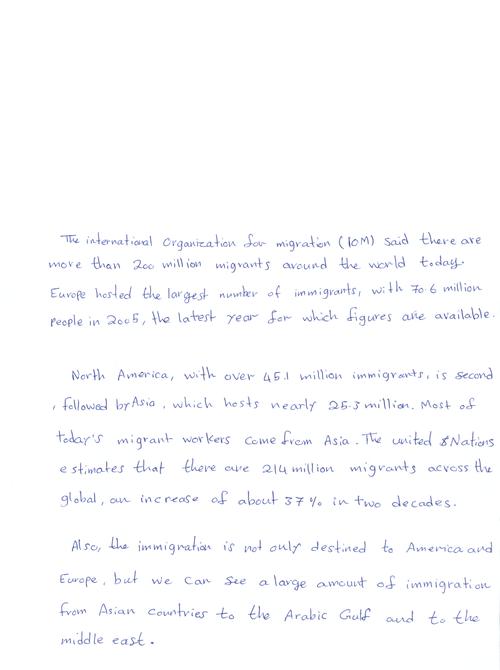 The international Organization for migration (IOM) said there are
more than 200 million migrants around the world today.
Europe hosted the largest number of immigrants, with 70.6 million
People in 2005, the latest year for which figures are available.
North America, with over 45.1 million immigrants, is second
, followed by Asia, which hosts nearly 25.3 million. Most of
today's migrant workers come from Asia. The united Nations
estimates that there are 214 million migrants across the
global, an increase of about 37% in two decades.
Also, the immigration is not only destined to America and
Europe, but we can see a large amount of immigration
from Asian countries to the Arabic Gulf and to the
middle east.